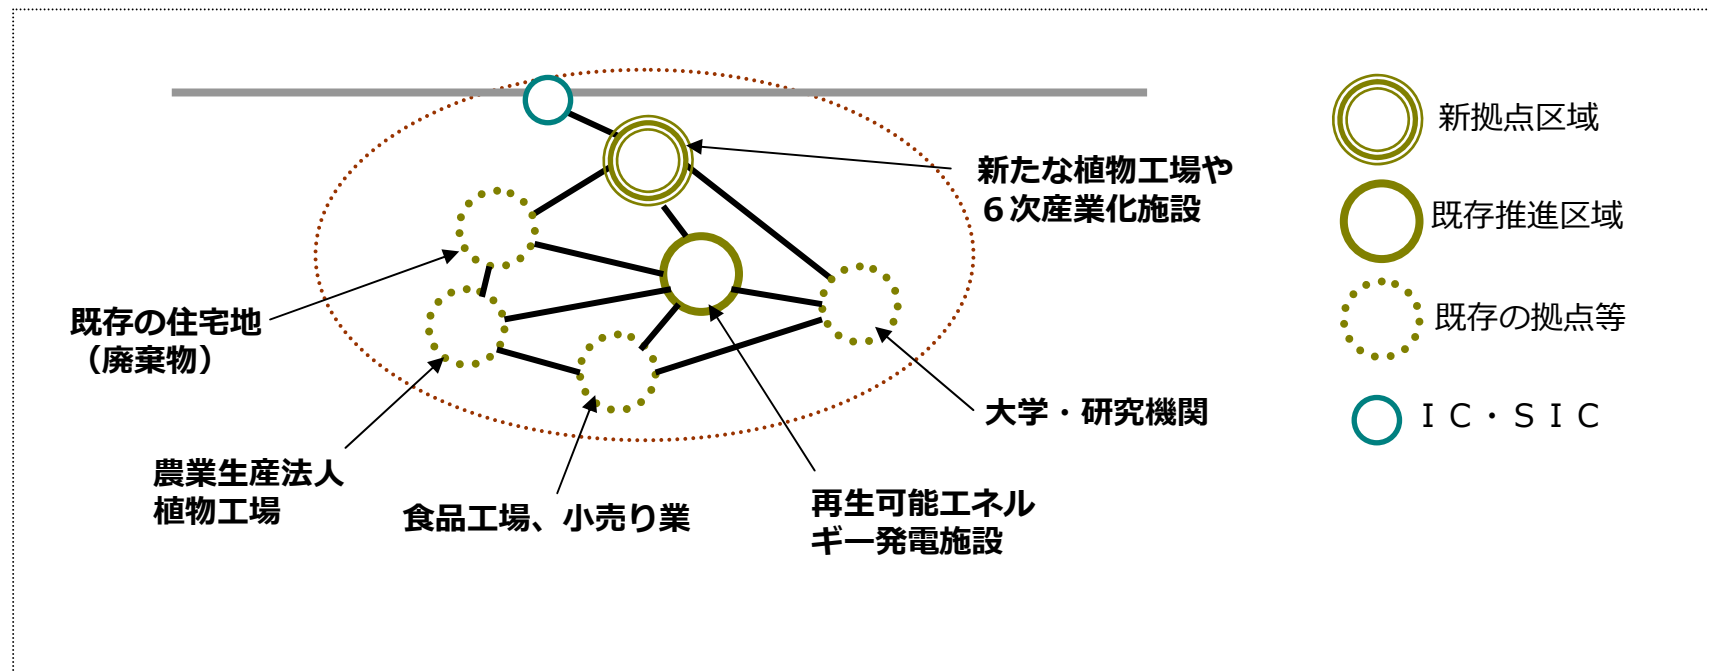 新拠点区域
新たな植物工場や
６次産業化施設
既存推進区域
既存の住宅地
（廃棄物）
既存の拠点等
大学・研究機関
ＩＣ・ＳＩＣ
農業生産法人
植物工場
食品工場、小売り業
再生可能エネル
ギー発電施設